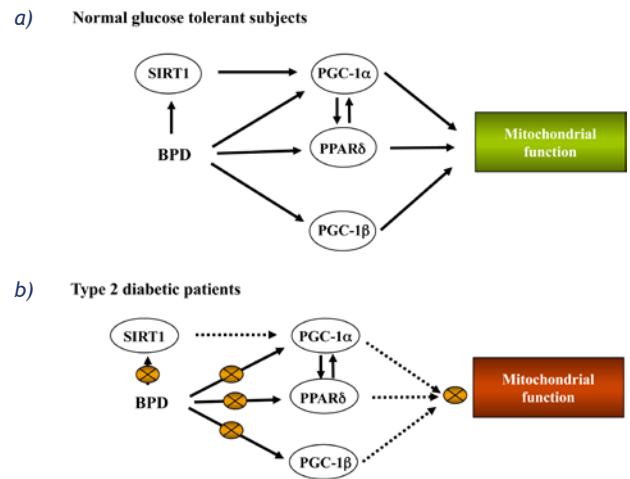 a) Normal glucose tolerant subjects
SIRT1
PGC-1α
BPD
PPARδ
Mitochondrial
function
PGC-1β
b) Type 2 diabetic patients
SIRT1
PGC-1α
BPD
PPARδ
Mitochondrial
function
PGC-1β